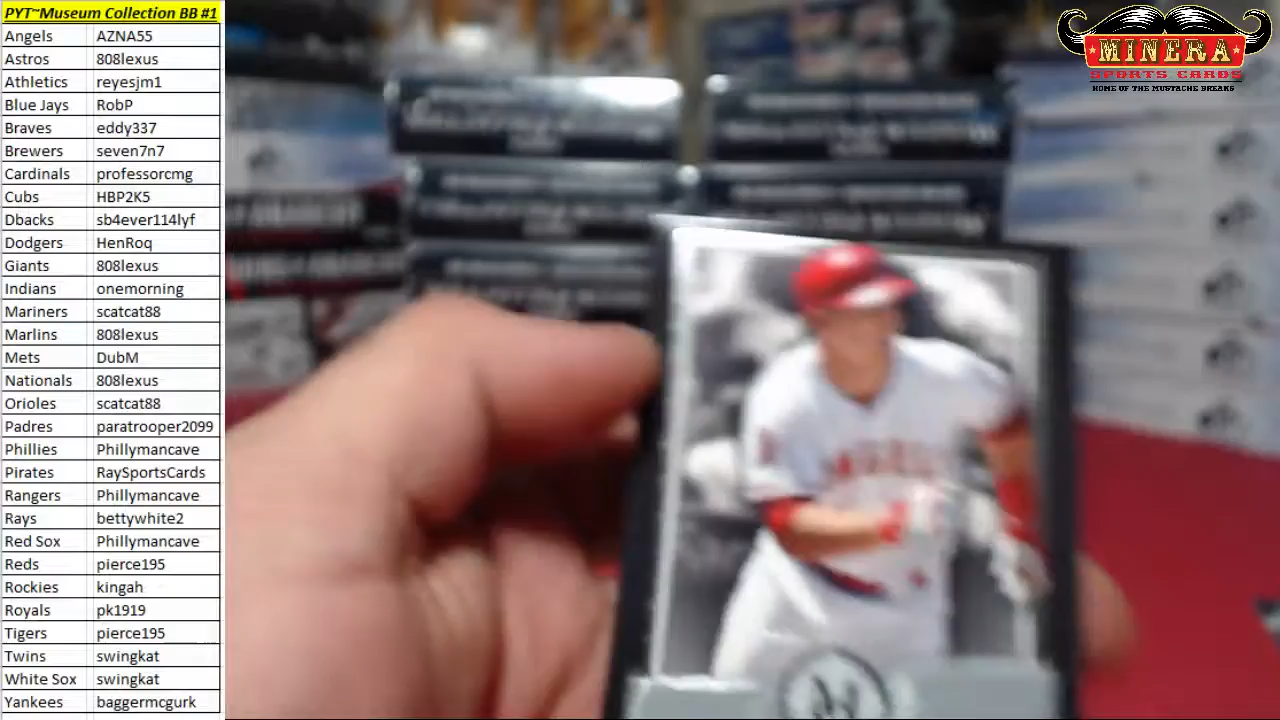 PYT~Museum Collection BB #1
Angels AZNA55
Astros 808lexus
Athletics reyesjm1
Blue Jays RobP
Braves eddy337
Brewers seven7n7
Cardinals professorcmg
Cubs HBP2K5
Dbacks sb4ever114lyf
Dodgers HenRoq
Giants 808lexus
Indians onemorning
Mariners scatcat88
Marlins 808lexus
Mets DubM
Nationals 808lexus
Orioles scatcat88
Padres paratrooper2099
Phillies Phillymancave
Pirates RaySportsCards
Rangers Phillymancave
Rays bettywhite2
Red Sox Phillymancave
Reds pierce195
Rockies kingah
Royals pk1919
Tigers pierce195
Twins swingkat
White Sox swingkat
Yankees baggermcgurk
MINERA
SPORTS CARDS
HOME OF THE MUSTACHE BREAKS